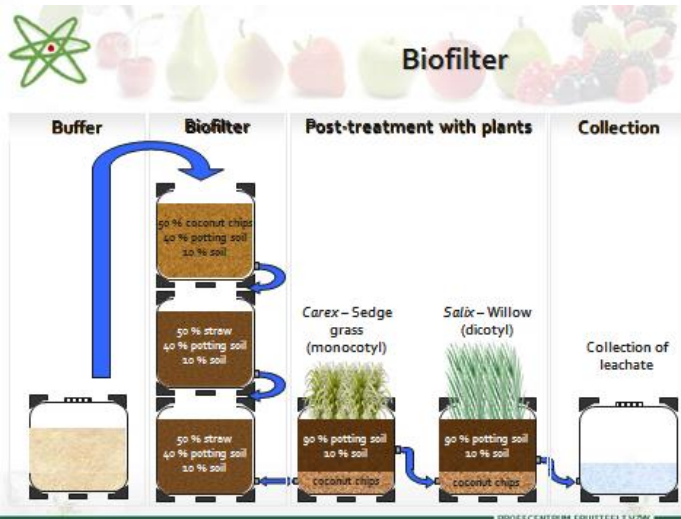 Biofilter
Buffer
Biofilter
Post-treatment with plants
Collection
50 % coconut chips
40 % potting soil
10 % soil
50 % straw
40 % potting soil
10 % soil
50 % straw
40 % potting soil
10 % soil
Carex – Sedge
grass
(monocotyl)
90 % potting soil
10 % soil
coconut chips
Salix – Willow
(dicotyl)
90 % potting soil
10 % soil
coconut chips
Collection of
leachate